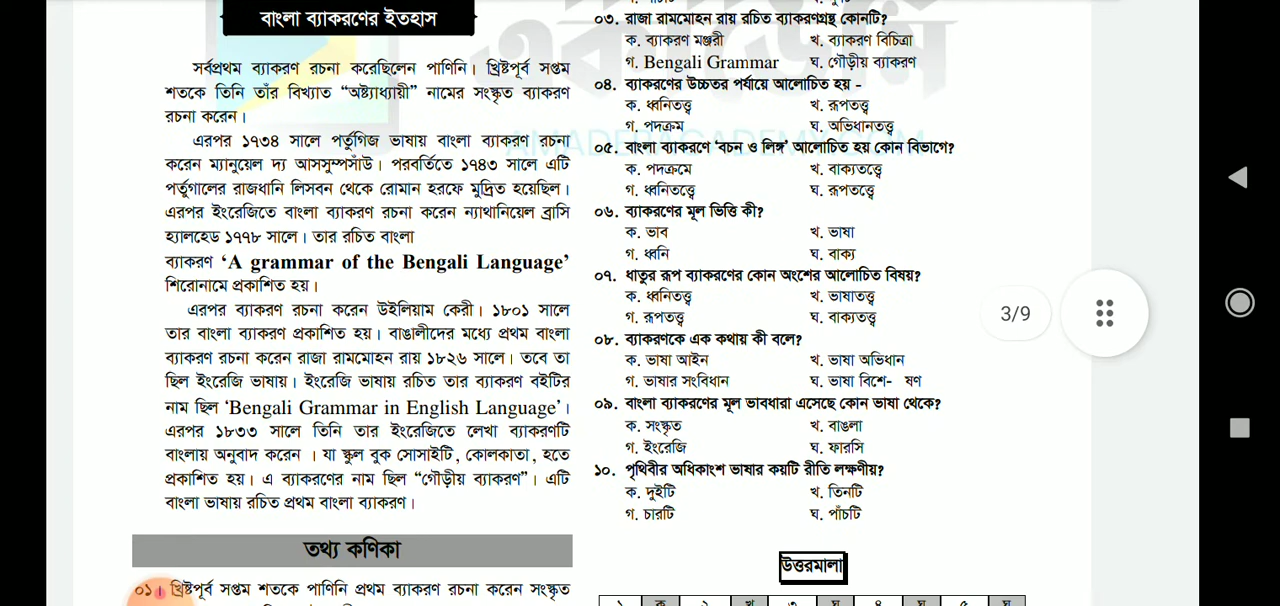 বাংলা ব্যাকরণের ইতহাস
সর্বপ্রথম ব্যাকরণ রচনা করেছিলেন পাণিনি। খ্রিষ্টপূর্ব সপ্তম
শতকে তিনি তাঁর বিখ্যাত “অষ্ট্যাধ্যায়ী” নামের সংস্কৃত ব্যাকরণ
রচনা করেন।
এরপর ১৭৩৪ সালে পর্তুগিজ ভাষায় বাংলা ব্যাকরণ রচনা
করেন ম্যানুয়েল দ্য আসসুম্পসাঁউ। পরবর্তিতে ১৭৪৩ সালে এটি
পর্তুগালের রাজধানি লিসবন থেকে রোমান হরফে মুদ্রিত হয়েছিল।
এরপর ইংরেজিতে বাংলা ব্যাকরণ রচনা করেন ন্যাথানিয়েল ব্রাসি
হ্যালহেড ১৭৭৮ সালে। তার রচিত বাংলা
ব্যাকরণ ‘A grammar of the Bengali Language’
শিরোনামে প্রকাশিত হয়।
এরপর ব্যাকরণ রচনা করেন উইলিয়াম কেরী। ১৮০১ সালে
তার বাংলা ব্যাকরণ প্রকাশিত হয়। বাঙালীদের মধ্যে প্রথম বাংলা
ব্যাকরণ রচনা করেন রাজা রামমোহন রায় ১৮২৬ সালে। তবে তা
ছিল ইংরেজি ভাষায়। ইংরেজি ভাষায় রচিত তার ব্যাকরণ বইটির
নাম ছিল ‘Bengali Grammar in English Language’।
এরপর ১৮৩৩ সালে তিনি তার ইংরেজিতে লেখা ব্যাকরণটি
বাংলায় অনুবাদ করেন । যা স্কুল বুক সোসাইটি, কোলকাতা, হতে
প্রকাশিত হয়। এ ব্যাকরণের নাম ছিল “গৌড়ীয় ব্যাকরণ”। এটি
বাংলা ভাষায় রচিত প্রথম বাংলা ব্যাকরণ।
তথ্য কণিকা
০১। খ্রিষ্টপূর্ব সপ্তম শতকে পাণিনি প্রথম ব্যাকরণ রচনা করেন সংস্কৃত
০৩. রাজা রামমোহন রায় রচিত ব্যাকরণগ্রন্থ কোনটি?
ক. ব্যাকরণ মঞ্জরী খ. ব্যাকরণ বিচিত্রা
গ. Bengali Grammar ঘ. গৌড়ীয় ব্যাকরণ
০৪. ব্যাকরণের উচ্চতর পর্যায়ে আলোচিত হয় -
ক. ধ্বনিতত্ত্ব খ. রূপতত্ত্ব
গ. পদক্রম ঘ. অভিধানতত্ত্ব
AMADERACADEMY.COM
০৫. বাংলা ব্যাকরণে ‘বচন ও লিঙ্গ’ আলোচিত হয় কোন বিভাগে?
ক. পদক্রমে খ. বাক্যতত্ত্বে
গ. ধ্বনিতত্ত্বে ঘ. রূপতত্ত্বে
০৬. ব্যাকরণের মূল ভিত্তি কী?
ক. ভাব খ. ভাষা
গ. ধ্বনি ঘ. বাক্য
০৭. ধাতুর রূপ ব্যাকরণের কোন অংশের আলোচিত বিষয়?
ক. ধ্বনিতত্ত্ব খ. ভাষাতত্ত্ব
গ. রূপতত্ত্ব ঘ. বাক্যতত্ত্ব
০৮. ব্যাকরণকে এক কথায় কী বলে?
ক. ভাষা আইন খ. ভাষা অভিধান
গ. ভাষার সংবিধান ঘ. ভাষা বিশে- ষণ
০৯. বাংলা ব্যাকরণের মূল ভাবধারা এসেছে কোন ভাষা থেকে?
ক. সংস্কৃত খ. বাঙলা
গ. ইংরেজি ঘ. ফারসি
১০. পৃথিবীর অধিকাংশ ভাষার কয়টি রীতি লক্ষণীয়?
ক. দুইটি খ. তিনটি
গ. চারটি ঘ. পাঁচটি
উত্তরমালা
১ ক ২ খ ৩ ঘ ৪ ঘ ৫ ঘ
3/9